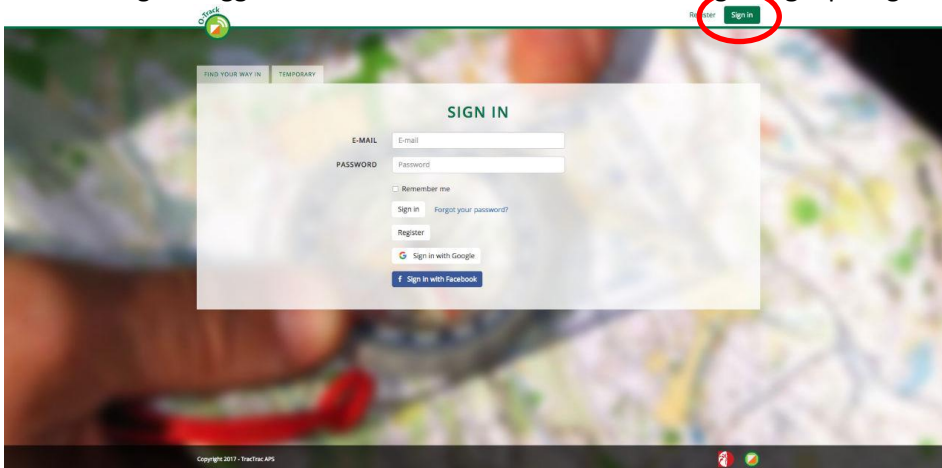 O-Track
Register Sign in
FIND YOUR WAY IN TEMPORARY
SIGN IN
E-MAIL E-mail
PASSWORD Password
Remember me
Sign in Forgot your password?
Register
G Sign in with Google
f Sign in with Facebook
Copyright 2017 - TracTrac APS